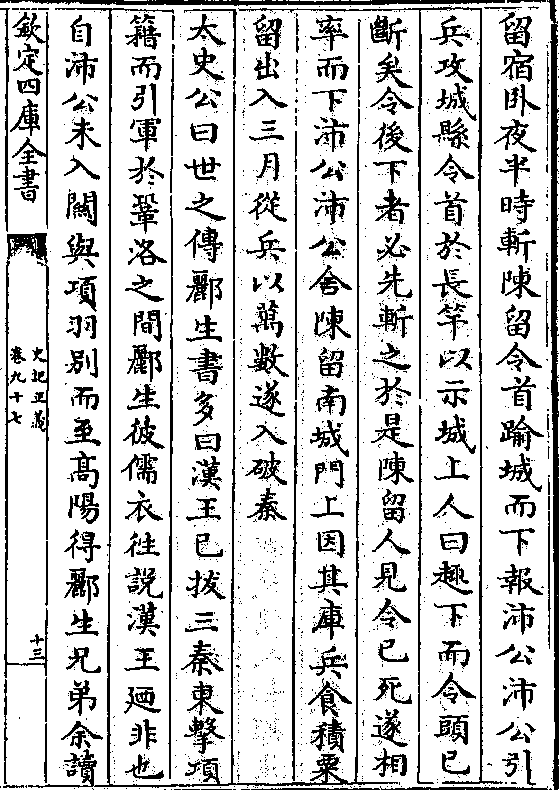 留宿卧夜半時斬陳留令首踰城而下報沛公沛公引
兵攻城縣令首於長竿以示城上人曰趣下而令頭已
斷矣今後下者必先斬之於是陳留人見令已死遂相
率而下沛公沛公舍陳留南城門上因其庫兵食積粟
留出入三月從兵以萬數遂入破秦
太史公曰世之傳酈生書多曰漢王已拔三秦東擊項
籍而引軍於鞏洛之間酈生彼儒衣往説漢王廼非也
自沛公未入關與項羽別而至髙陽得酈生兄弟余讀
欽定四庫全書
史記正義
卷九十七
十三